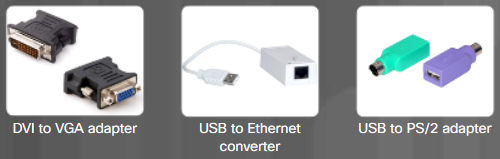 DVI to VGA adapter
USB to Ethernet
converter
USB to PS/2 adapter